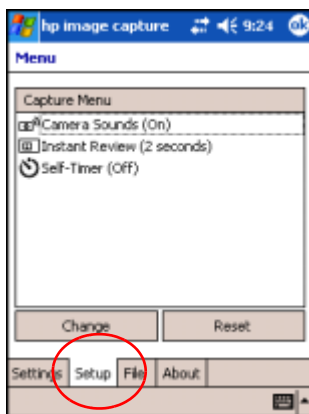 hp image capture 9:24 ok
Menu
Capture Menu
Camera Sounds (On)
Instant Review (2 seconds)
Self-Timer (Off)
Change Reset
Settings Setup File About